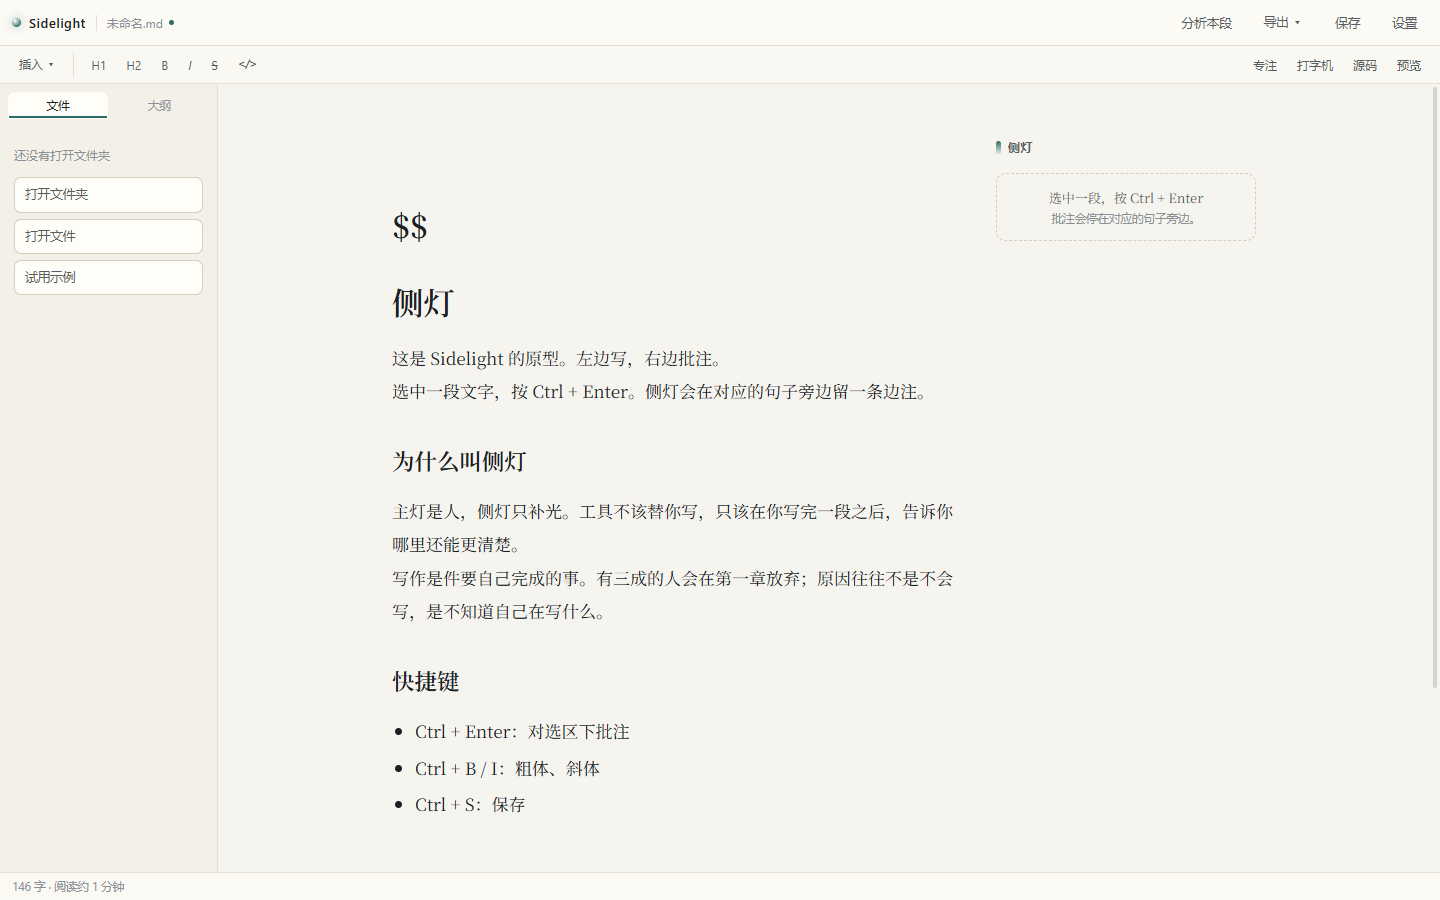 Sidelight 未命名.md
分析本段 导出 保存 设置
插入 H1 H2 B I S </>
专注 打字机 源码 预览
文件 大纲
还没有打开文件夹
打开文件夹
打开文件
试用示例
$$
侧灯
这是 Sidelight 的原型。左边写，右边批注。
选中一段文字，按 Ctrl + Enter。侧灯会在对应的句子旁边留一条边注。
为什么叫侧灯
主灯是人，侧灯只补光。工具不该替你写，只该在你写完一段之后，告诉你
哪里还能更清楚。
写作是件要自己完成的事。有三成的人会在第一章放弃；原因往往不是不会
写，是不知道自己在写什么。
快捷键
• Ctrl + Enter：对选区下批注
• Ctrl + B / I：粗体、斜体
• Ctrl + S：保存
侧灯
选中一段，按 Ctrl + Enter
批注会停在对应的句子旁边。
146 字 · 阅读约 1 分钟